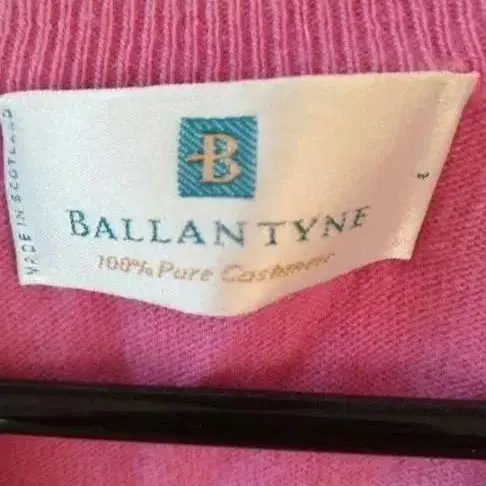 B
BALLANTYNE
100% Pure Cashmere
MADE IN SCOTLAND